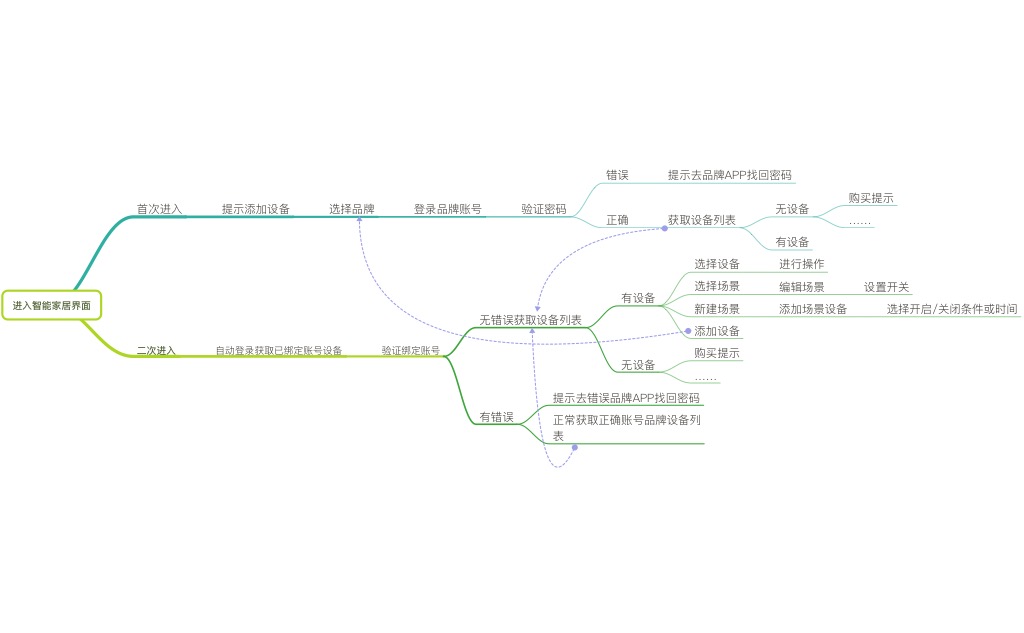 进入智能家居界面
首次进入
提示添加设备
选择品牌
登录品牌账号
验证密码
错误
提示去品牌APP找回密码
正确
获取设备列表
无设备
购买提示
......
有设备
二次进入
自动登录获取已绑定账号设备
验证绑定账号
无错误获取设备列表
有设备
选择设备
进行操作
选择场景
编辑场景
设置开关
新建场景
添加场景设备
选择开启/关闭条件或时间
添加设备
无设备
购买提示
......
有错误
提示去错误品牌APP找回密码
正常获取正确账号品牌设备列
表